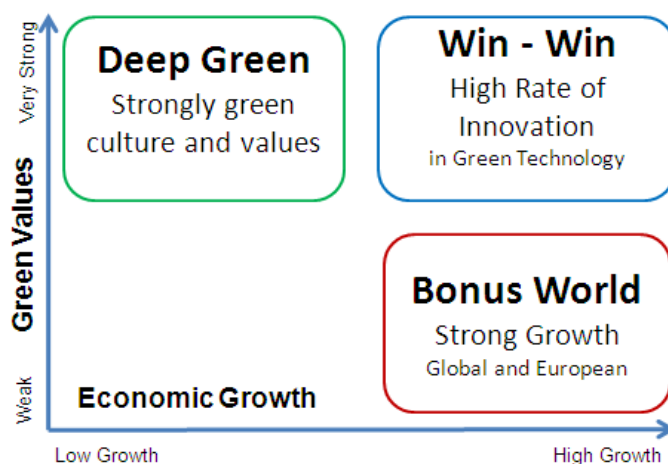 Very Strong
Green Values
Weak
Deep Green
Strongly green
culture and values
Win - Win
High Rate of
Innovation
in Green Technology
Bonus World
Strong Growth
Global and European
Economic Growth
Low Growth
High Growth